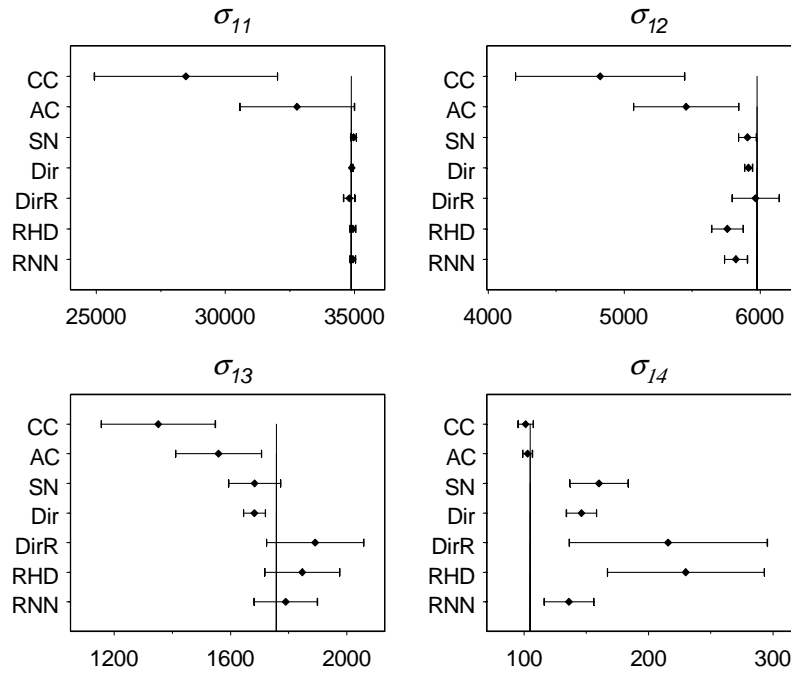 σ11
CC
AC
SN
Dir
DirR
RHD
RNN
25000 30000 35000
σ12
CC
AC
SN
Dir
DirR
RHD
RNN
4000 5000 6000
σ13
CC
AC
SN
Dir
DirR
RHD
RNN
1200 1600 2000
σ14
CC
AC
SN
Dir
DirR
RHD
RNN
100 200 300